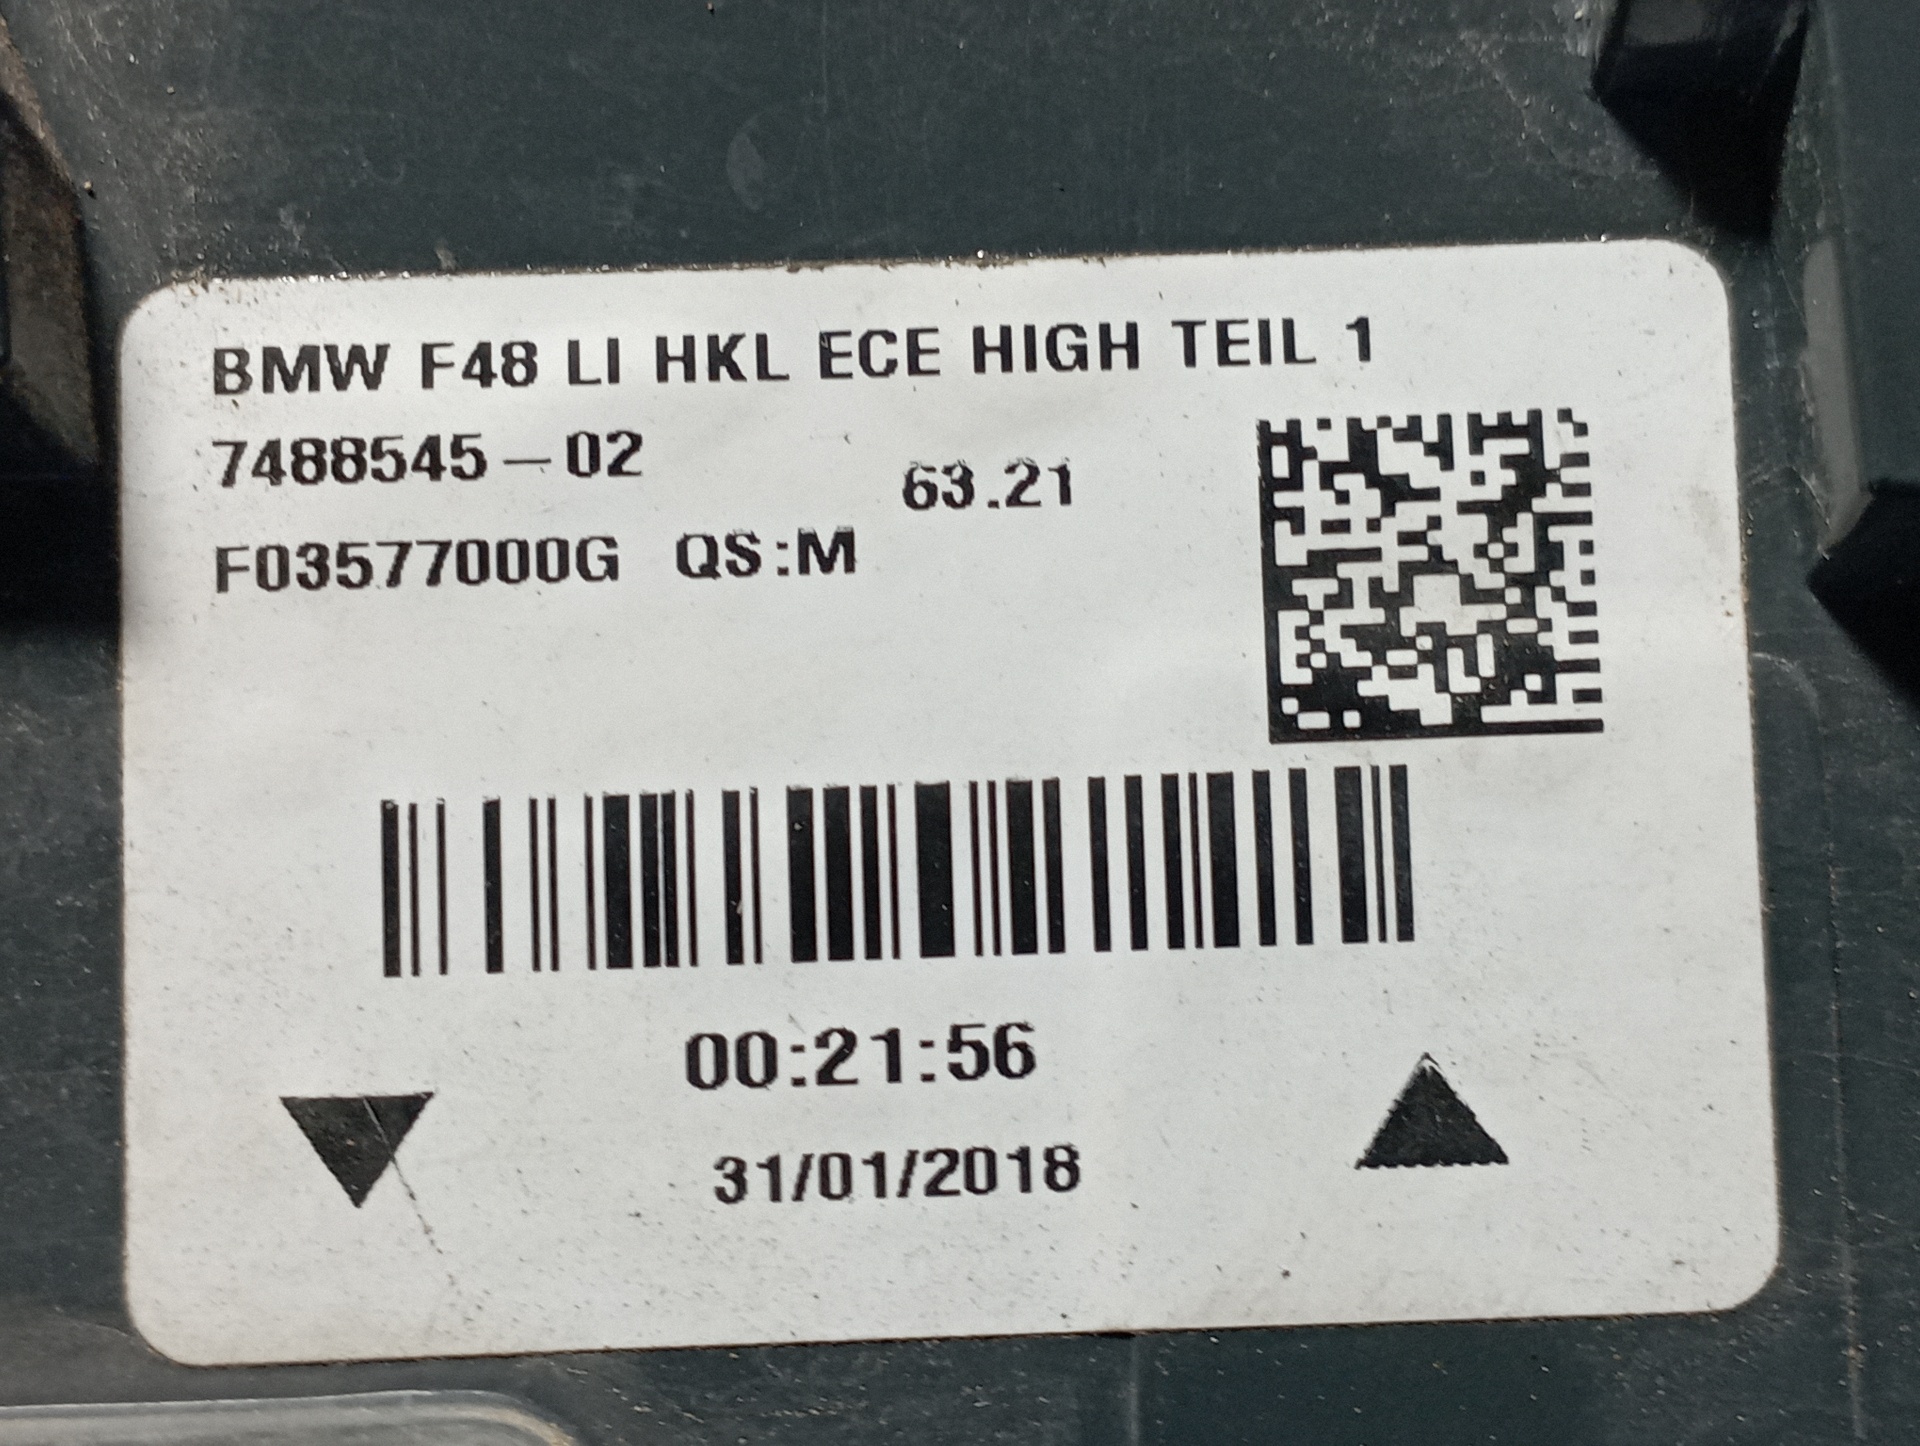 BMW F48 LI HKL ECE HIGH TEIL 1
7488545-02
63.21
F03577000G QS:M
00:21:56
31/01/2018